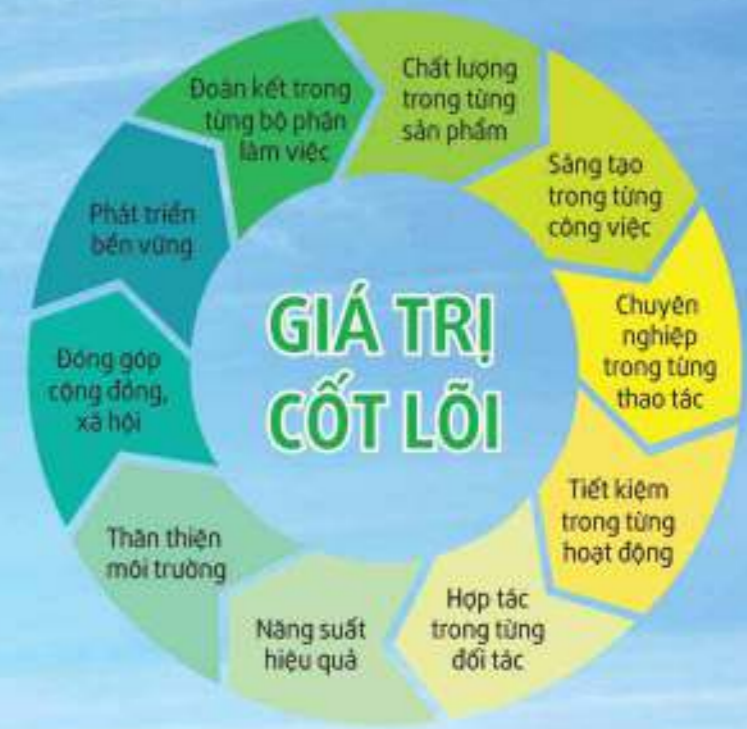 GIÁ TRỊ
CỐT LÕI
Chất lượng
trong từng
sản phẩm
Sáng tạo
trong từng
công việc
Chuyên
nghiệp
trong từng
thao tác
Tiết kiệm
trong từng
hoạt động
Hợp tác
trong từng
đối tác
Năng suất
hiệu quả
Thân thiện
môi trường
Đóng góp
cộng đồng,
xã hội
Phát triển
bền vững
Đoàn kết trong
từng bộ phận
làm việc